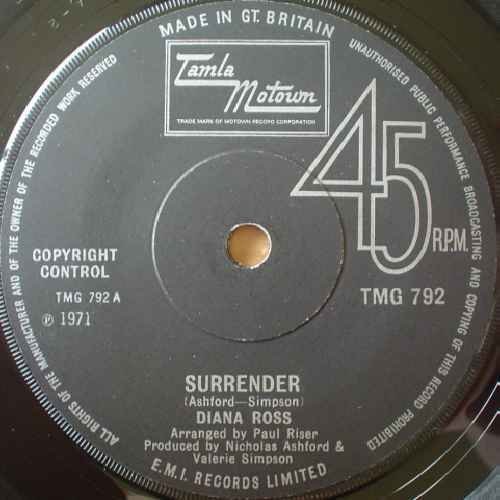 MADE IN GT. BRITAIN
UNAUTHORISED PUBLIC PERFORMANCE BROADCASTING AND COPYING OF THIS RECORD PROHIBITED
ALL RIGHTS OF THE MANUFACTURER AND OF THE OWNER OF THE RECORDED WORK RESERVED
Tamla
Motown
TRADE MARK OF MOTOWN RECORD CORPORATION
45
R.P.M.
COPYRIGHT
CONTROL
TMG 792 A
℗ 1971
TMG 792
SURRENDER
(Ashford—Simpson)
DIANA ROSS
Arranged by Paul Riser
Produced by Nicholas Ashford &
Valerie Simpson
E.M.I. RECORDS LIMITED